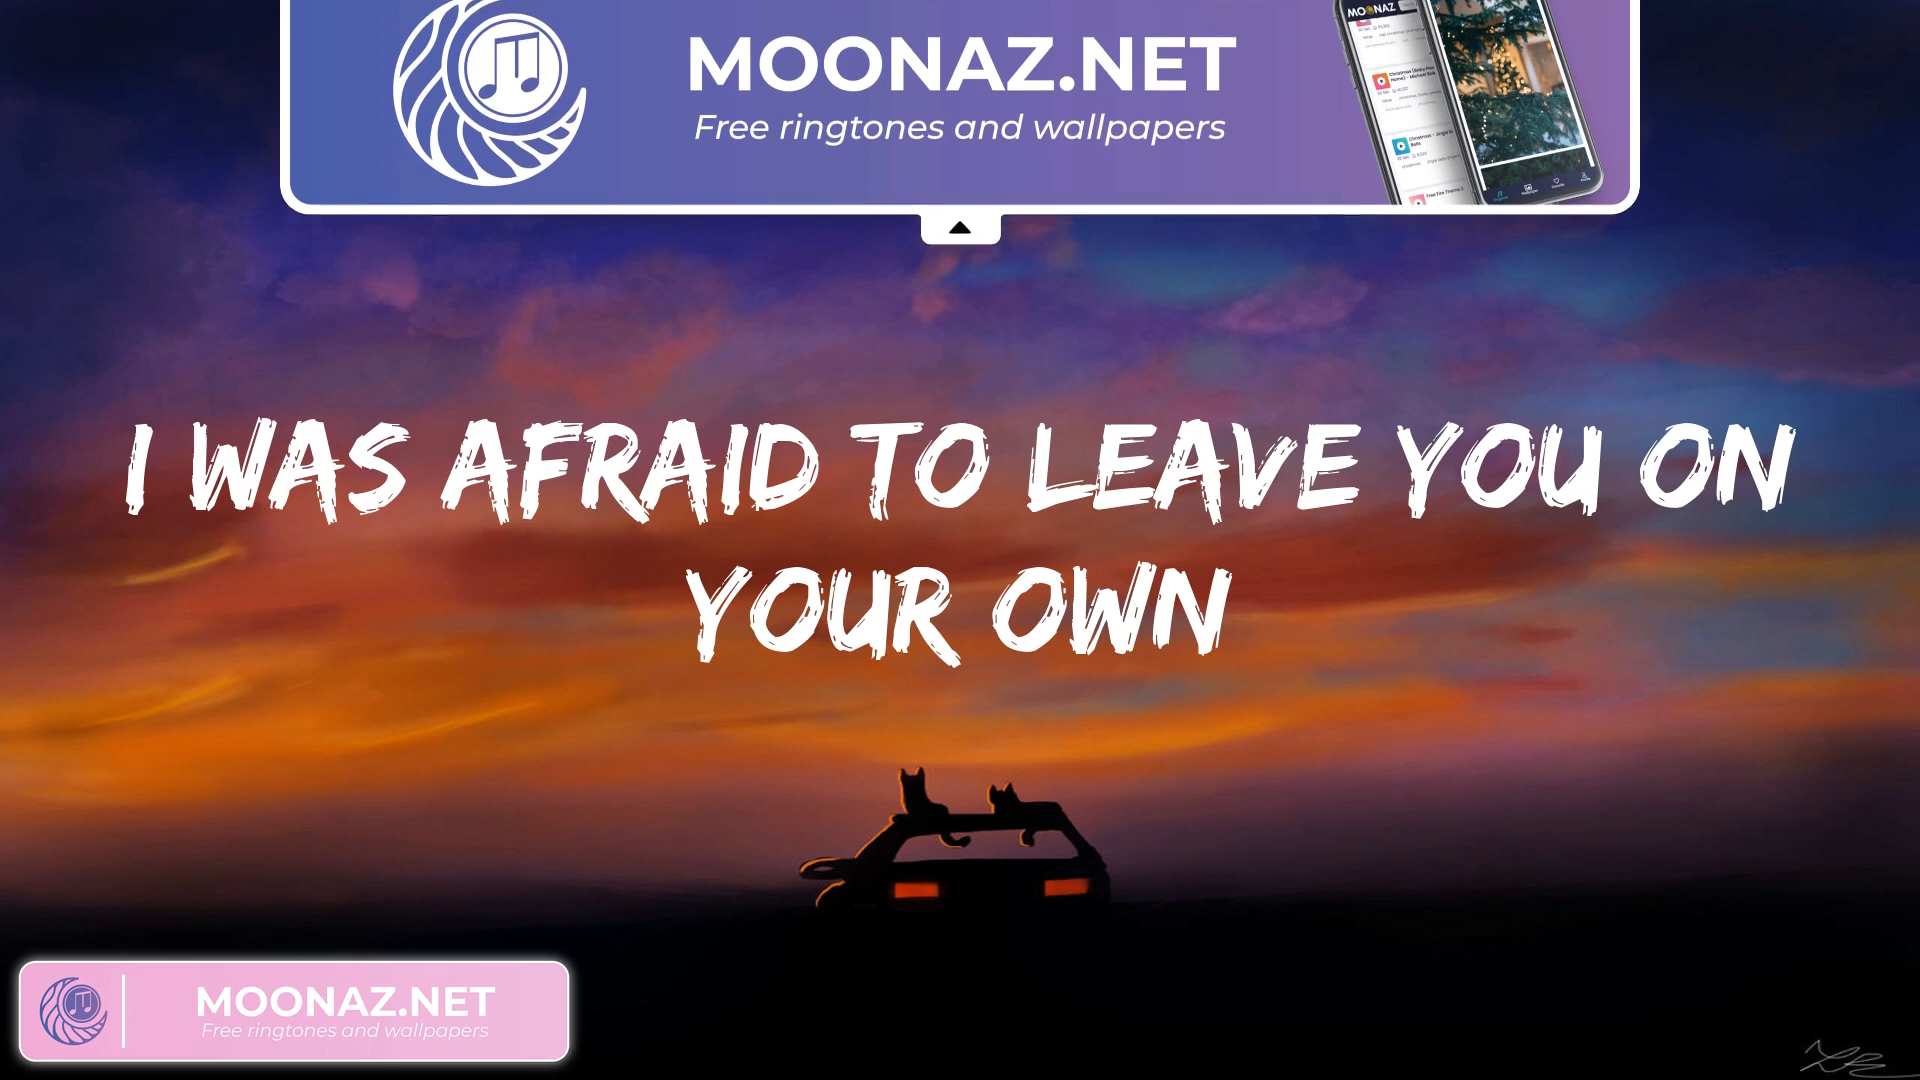 MOONAZ.NET
Free ringtones and wallpapers
MOONAZ
I WAS AFRAID TO LEAVE YOU ON
YOUR OWN
MOONAZ.NET
Free ringtones and wallpapers